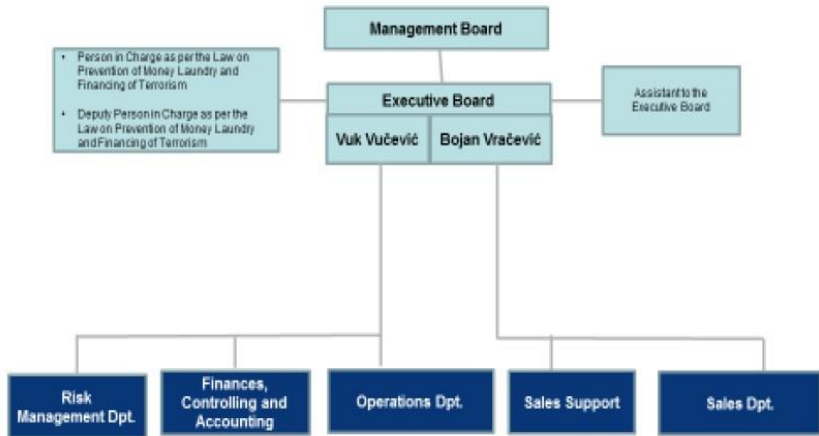 Management Board
• Person in Charge as per the Law on
Prevention of Money Laundry and
Financing of Terrorism
• Deputy Person in Charge as per the
Law on Prevention of Money Laundry
and Financing of Terrorism
Executive Board
Vuk Vučević
Bojan Vračević
Assistant to the
Executive Board
Risk
Management Dpt.
Finances,
Controlling and
Accounting
Operations Dpt.
Sales Support
Sales Dpt.